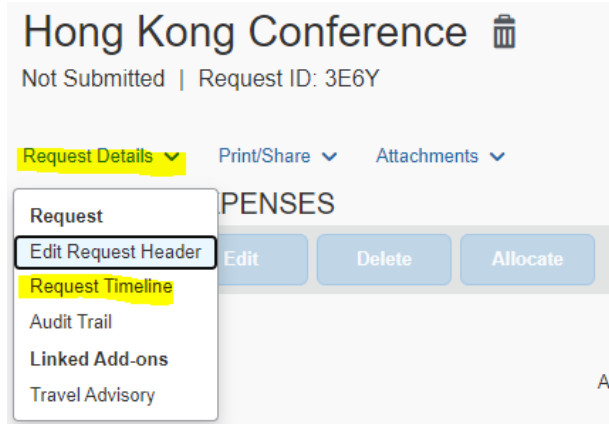 Hong Kong Conference
Not Submitted | Request ID: 3E6Y
Request Details Print/Share Attachments
PENSES
Request
Edit Request Header
Edit Delete Allocate
Request Timeline
Audit Trail
Linked Add-ons
Travel Advisory
A